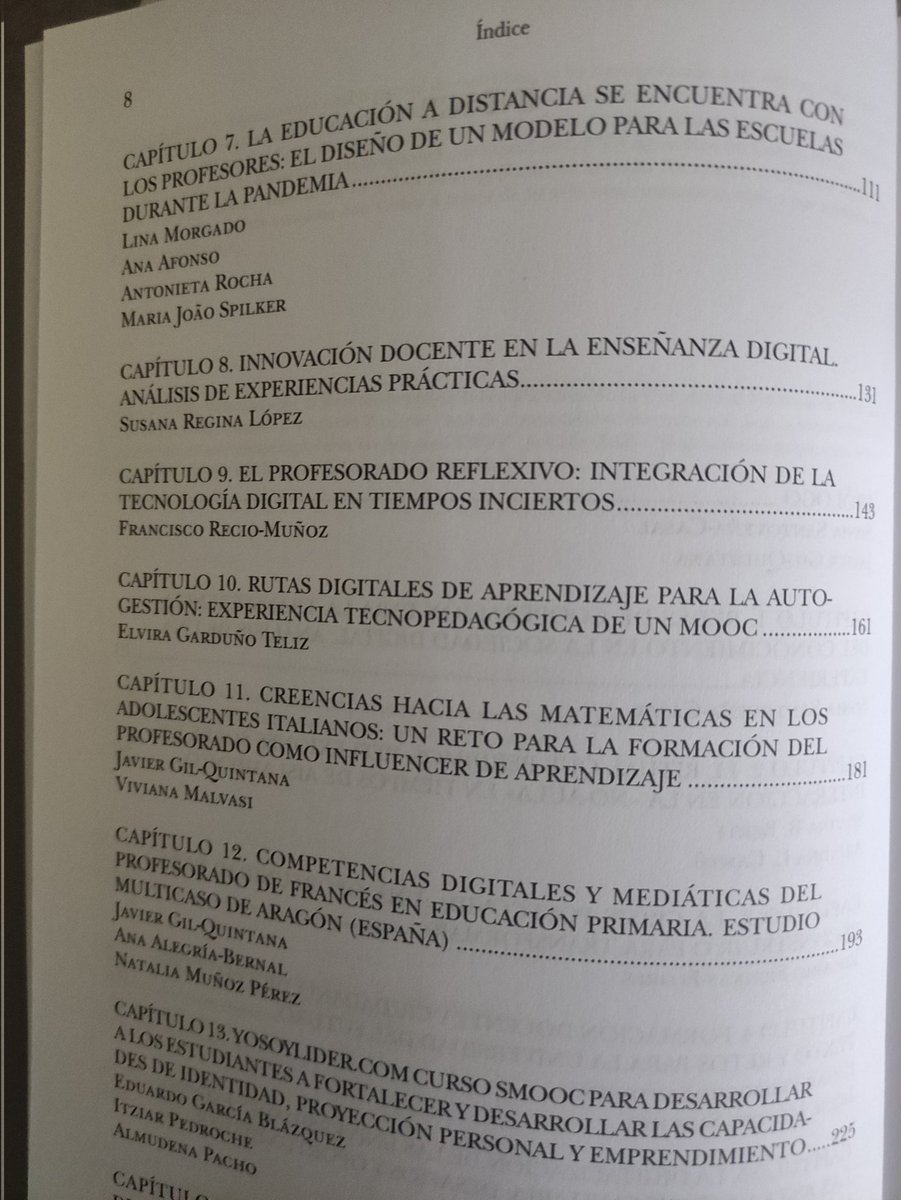 Índice
8
CAPÍTULO 7. LA EDUCACIÓN A DISTANCIA SE ENCUENTRA CON
LOS PROFESORES: EL DISEÑO DE UN MODELO PARA LAS ESCUELAS
DURANTE LA PANDEMIA..........111
LINA MORGADO
ANA AFONSO
ANTONIETA ROCHA
MARIA JOÃO SPILKER
CAPÍTULO 8. INNOVACIÓN DOCENTE EN LA ENSEÑANZA DIGITAL.
ANÁLISIS DE EXPERIENCIAS PRÁCTICAS..........131
SUSANA REGINA LÓPEZ
CAPÍTULO 9. EL PROFESORADO REFLEXIVO: INTEGRACIÓN DE LA
TECNOLOGÍA DIGITAL EN TIEMPOS INCIERTOS..........143
FRANCISCO RECIO-MUÑOZ
CAPÍTULO 10. RUTAS DIGITALES DE APRENDIZAJE PARA LA AUTO-
GESTIÓN: EXPERIENCIA TECNOPEDAGÓGICA DE UN MOOC..........161
ELVIRA GARDUÑO TELIZ
CAPÍTULO 11. CREENCIAS HACIA LAS MATEMÁTICAS EN LOS
ADOLESCENTES ITALIANOS: UN RETO PARA LA FORMACIÓN DEL
PROFESORADO COMO INFLUENCER DE APRENDIZAJE..........181
JAVIER GIL-QUINTANA
VIVIANA MALVASI
CAPÍTULO 12. COMPETENCIAS DIGITALES Y MEDIÁTICAS DEL
PROFESORADO DE FRANCÉS EN EDUCACIÓN PRIMARIA. ESTUDIO
MULTICASO DE ARAGÓN (ESPAÑA)..........193
JAVIER GIL-QUINTANA
ANA ALEGRÍA-BERNAL
NATALIA MUÑOZ PÉREZ
CAPÍTULO 13. YOSOYLIDER.COM CURSO SMOOC PARA DESARROLLAR
A LOS ESTUDIANTES A FORTALECER Y DESARROLLAR LAS CAPACIDA-
DES DE IDENTIDAD, PROYECCIÓN PERSONAL Y EMPRENDIMIENTO.....225
EDUARDO GARCÍA BLÁZQUEZ
ITZIAR PEDROCHE
ALMUDENA PACHO